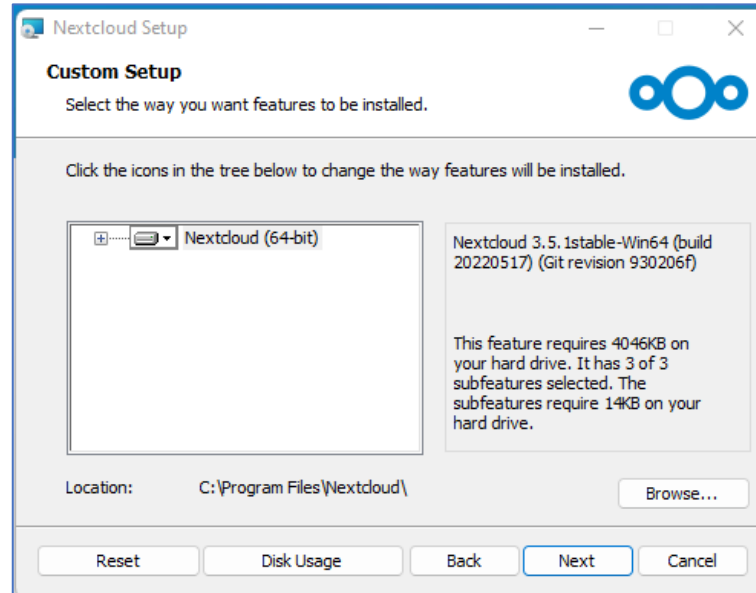 Nextcloud Setup
Custom Setup
Select the way you want features to be installed.
Click the icons in the tree below to change the way features will be installed.
Nextcloud (64-bit)
Nextcloud 3.5.1stable-Win64 (build
20220517) (Git revision 930206f)
This feature requires 4046KB on
your hard drive. It has 3 of 3
subfeatures selected. The
subfeatures require 14KB on your
hard drive.
Location: C:\Program Files\Nextcloud\
Browse...
Reset Disk Usage Back Next Cancel